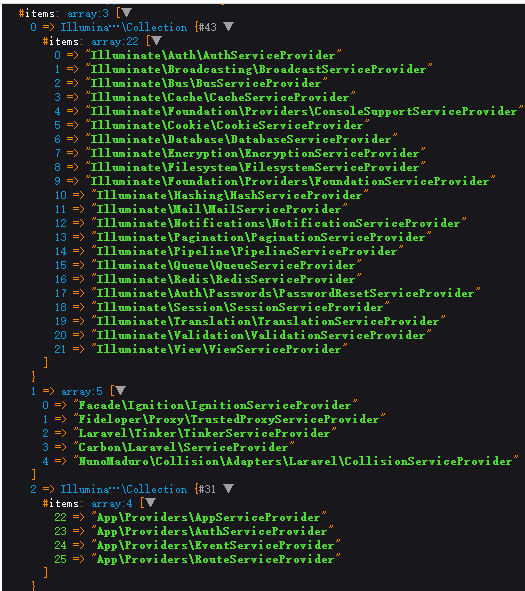 #items: array:3 [▼
0 => Illumina…\Collection {#43 ▼
#items: array:22 [▼
0 => "Illuminate\Auth\AuthServiceProvider"
1 => "Illuminate\Broadcasting\BroadcastServiceProvider"
2 => "Illuminate\Bus\BusServiceProvider"
3 => "Illuminate\Cache\CacheServiceProvider"
4 => "Illuminate\Foundation\Providers\ConsoleSupportServiceProvider"
5 => "Illuminate\Cookie\CookieServiceProvider"
6 => "Illuminate\Database\DatabaseServiceProvider"
7 => "Illuminate\Encryption\EncryptionServiceProvider"
8 => "Illuminate\Filesystem\FilesystemServiceProvider"
9 => "Illuminate\Foundation\Providers\FoundationServiceProvider"
10 => "Illuminate\Hashing\HashServiceProvider"
11 => "Illuminate\Mail\MailServiceProvider"
12 => "Illuminate\Notifications\NotificationServiceProvider"
13 => "Illuminate\Pagination\PaginationServiceProvider"
14 => "Illuminate\Pipeline\PipelineServiceProvider"
15 => "Illuminate\Queue\QueueServiceProvider"
16 => "Illuminate\Redis\RedisServiceProvider"
17 => "Illuminate\Auth\Passwords\PasswordResetServiceProvider"
18 => "Illuminate\Session\SessionServiceProvider"
19 => "Illuminate\Translation\TranslationServiceProvider"
20 => "Illuminate\Validation\ValidationServiceProvider"
21 => "Illuminate\View\ViewServiceProvider"
]
}
1 => array:5 [▼
0 => "Facade\Ignition\IgnitionServiceProvider"
1 => "Fideloper\Proxy\TrustedProxyServiceProvider"
2 => "Laravel\Tinker\TinkerServiceProvider"
3 => "Carbon\Laravel\ServiceProvider"
4 => "NunoMaduro\Collision\Adapters\Laravel\CollisionServiceProvider"
]
2 => Illumina…\Collection {#31 ▼
#items: array:4 [▼
22 => "App\Providers\AppServiceProvider"
23 => "App\Providers\AuthServiceProvider"
24 => "App\Providers\EventServiceProvider"
25 => "App\Providers\RouteServiceProvider"
]
}